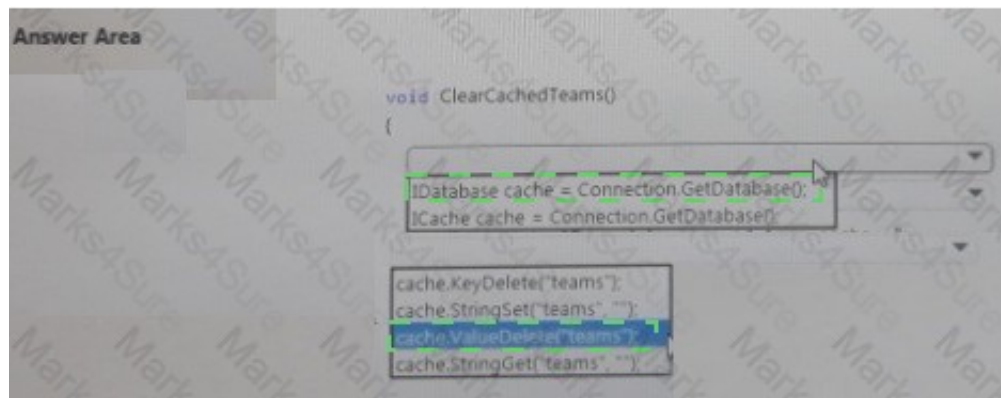 Answer Area
void ClearCachedTeams()
{
IDatabase cache = Connection.GetDatabase();
ICache cache = Connection.GetDatabase();
cache.KeyDelete("teams");
cache.StringSet("teams", "");
cache.ValueDelete("teams");
cache.StringGet("teams", "");
Marks4Sure